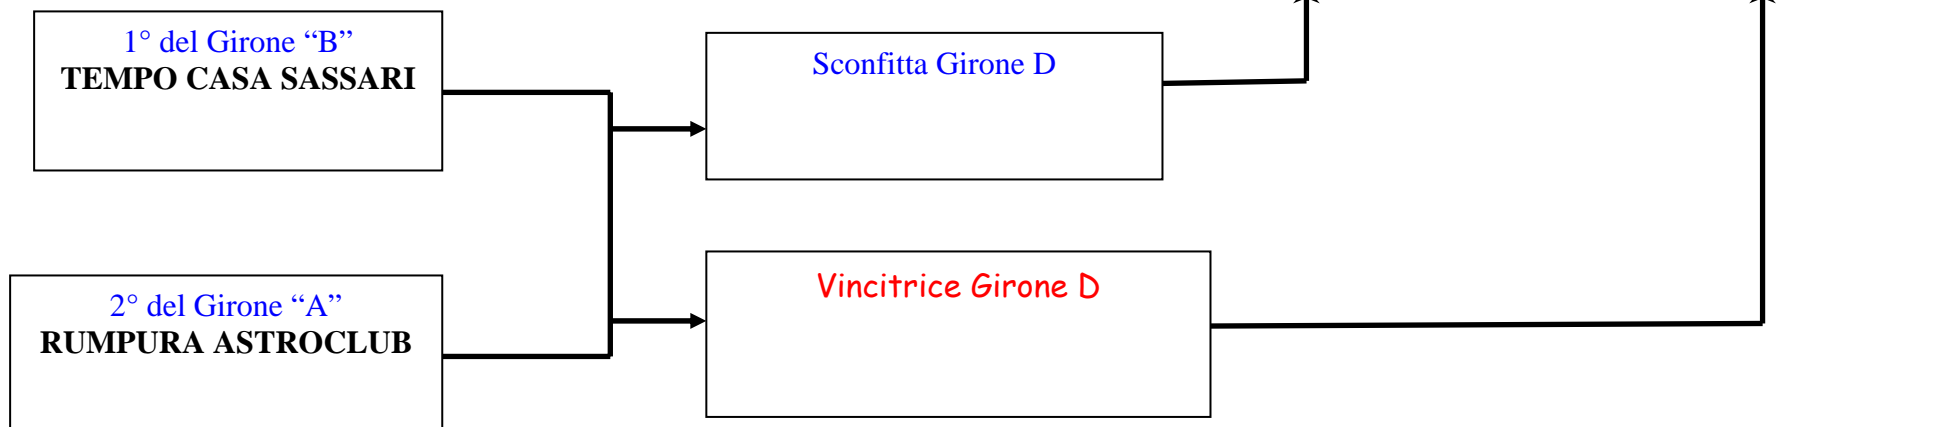 1° del Girone “B”
TEMPO CASA SASSARI
Sconfitta Girone D
Vincitrice Girone D
2° del Girone “A”
RUMPURA ASTROCLUB